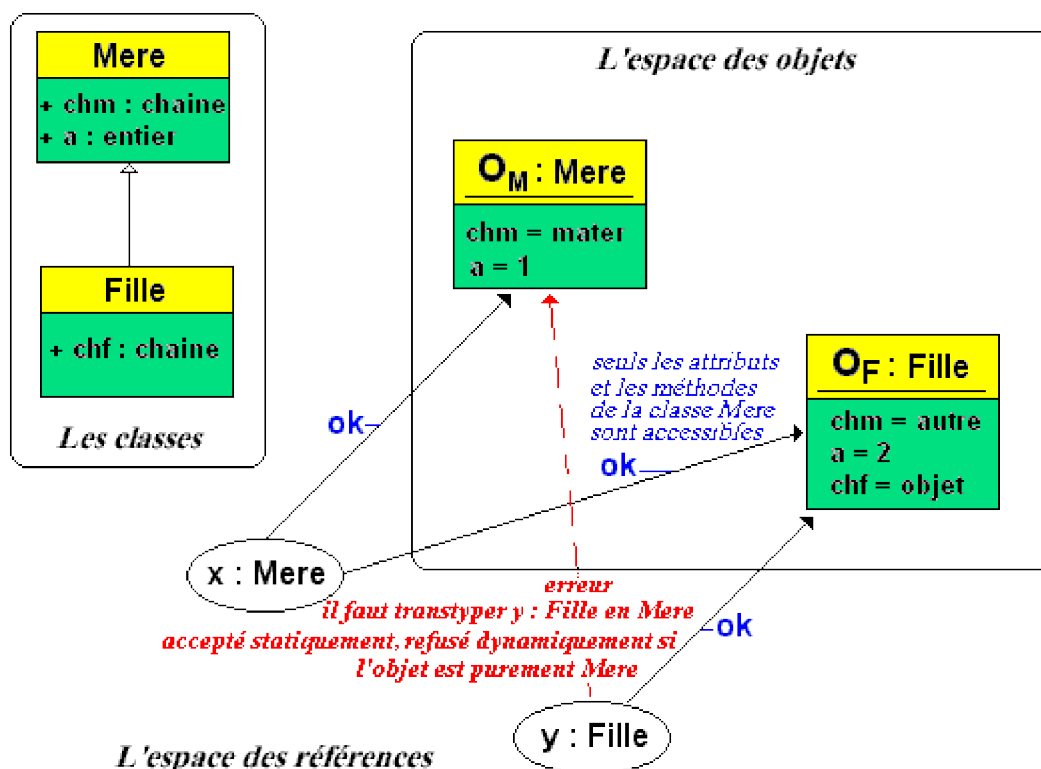 Mere
+ chm : chaine
+ a : entier
Fille
+ chf : chaine
Les classes
L'espace des objets
OM : Mere
chm = mater
a = 1
seuls les attributs
et les méthodes
de la classe Mere
sont accessibles
OF : Fille
chm = autre
a = 2
chf = objet
ok
ok
x : Mere
erreur
il faut transtyper y : Fille en Mere
accepté statiquement, refusé dynamiquement si
l'objet est purement Mere
ok
y : Fille
L'espace des références